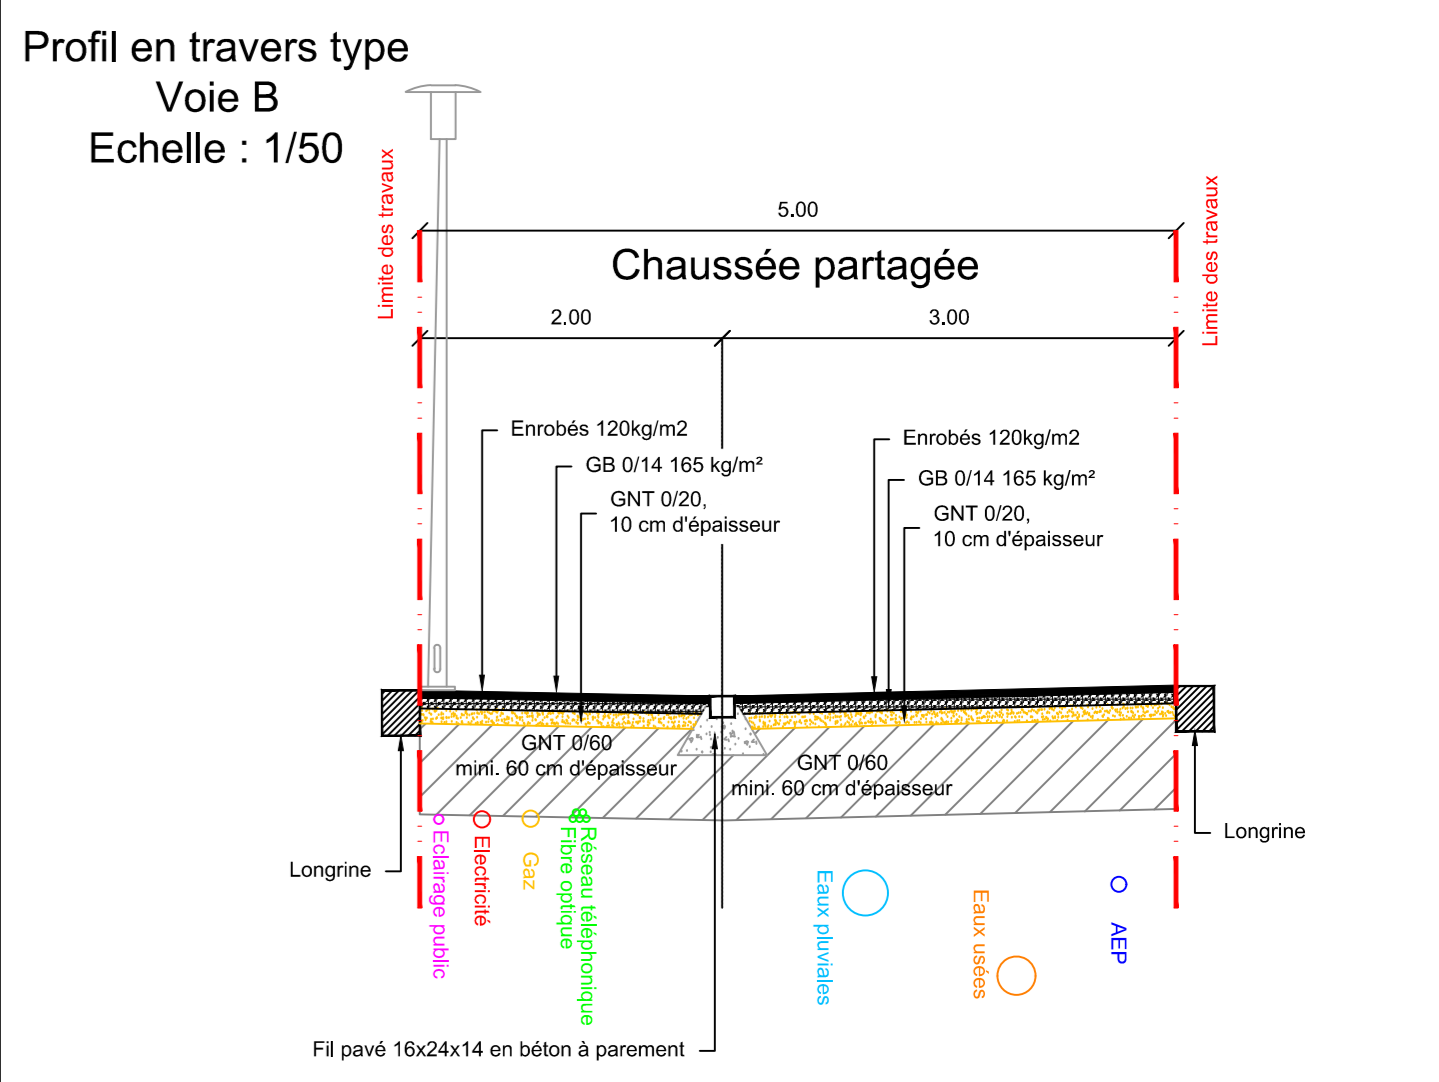 Profil en travers type
Voie B
Echelle : 1/50
Limite des travaux
Limite des travaux
5.00
Chaussée partagée
2.00
3.00
Enrobés 120kg/m2
GB 0/14 165 kg/m²
GNT 0/20,
10 cm d'épaisseur
Enrobés 120kg/m2
GB 0/14 165 kg/m²
GNT 0/20,
10 cm d'épaisseur
GNT 0/60
mini. 60 cm d'épaisseur
GNT 0/60
mini. 60 cm d'épaisseur
Longrine
Longrine
Eclairage public
Electricité
Gaz
Fibre optique
Réseau téléphonique
Eaux pluviales
Eaux usées
AEP
Fil pavé 16x24x14 en béton à parement